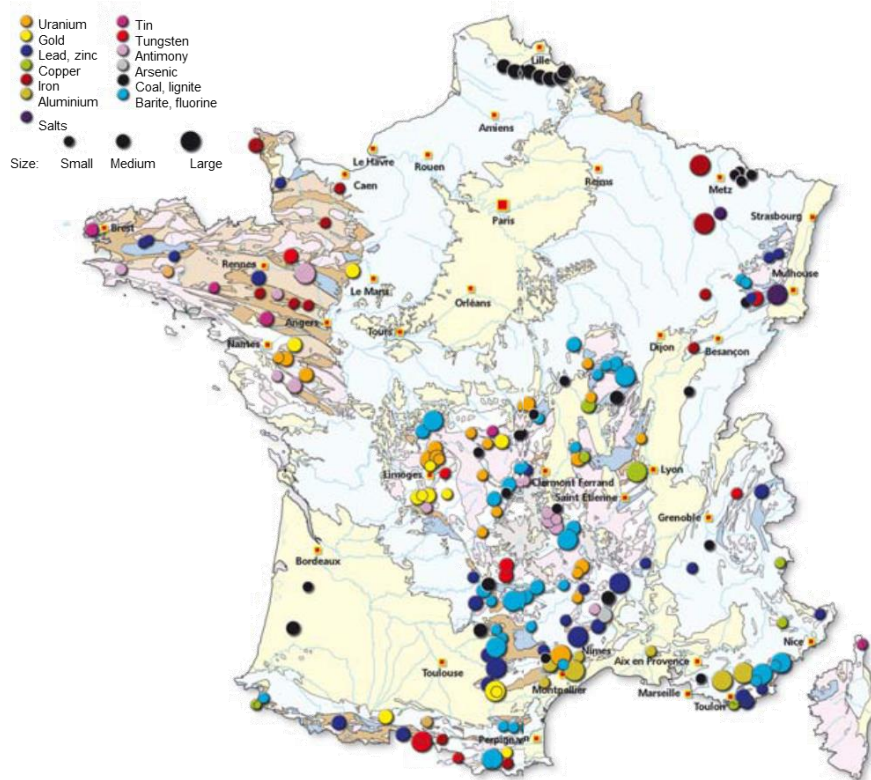 Uranium
Gold
Lead, zinc
Copper
Iron
Aluminium
Salts
Tin
Tungsten
Antimony
Arsenic
Coal, lignite
Barite, fluorine
Size: Small Medium Large
Lille
Amiens
Le Havre
Rouen
Caen
Reims
Metz
Paris
Strasbourg
Brest
Rennes
Le Mans
Orléans
Mulhouse
Angers
Tours
Nantes
Dijon
Besançon
Limoges
Clermont Ferrand
Lyon
Saint Étienne
Grenoble
Bordeaux
Toulouse
Nîmes
Montpellier
Aix en Provence
Nice
Marseille
Toulon
Perpignan